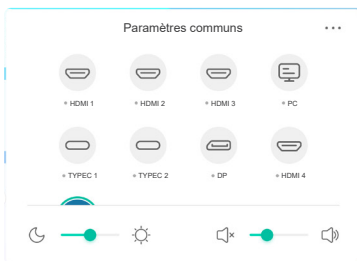 Paramètres communs
HDMI 1
HDMI 2
HDMI 3
PC
TYPEC 1
TYPEC 2
DP
HDMI 4